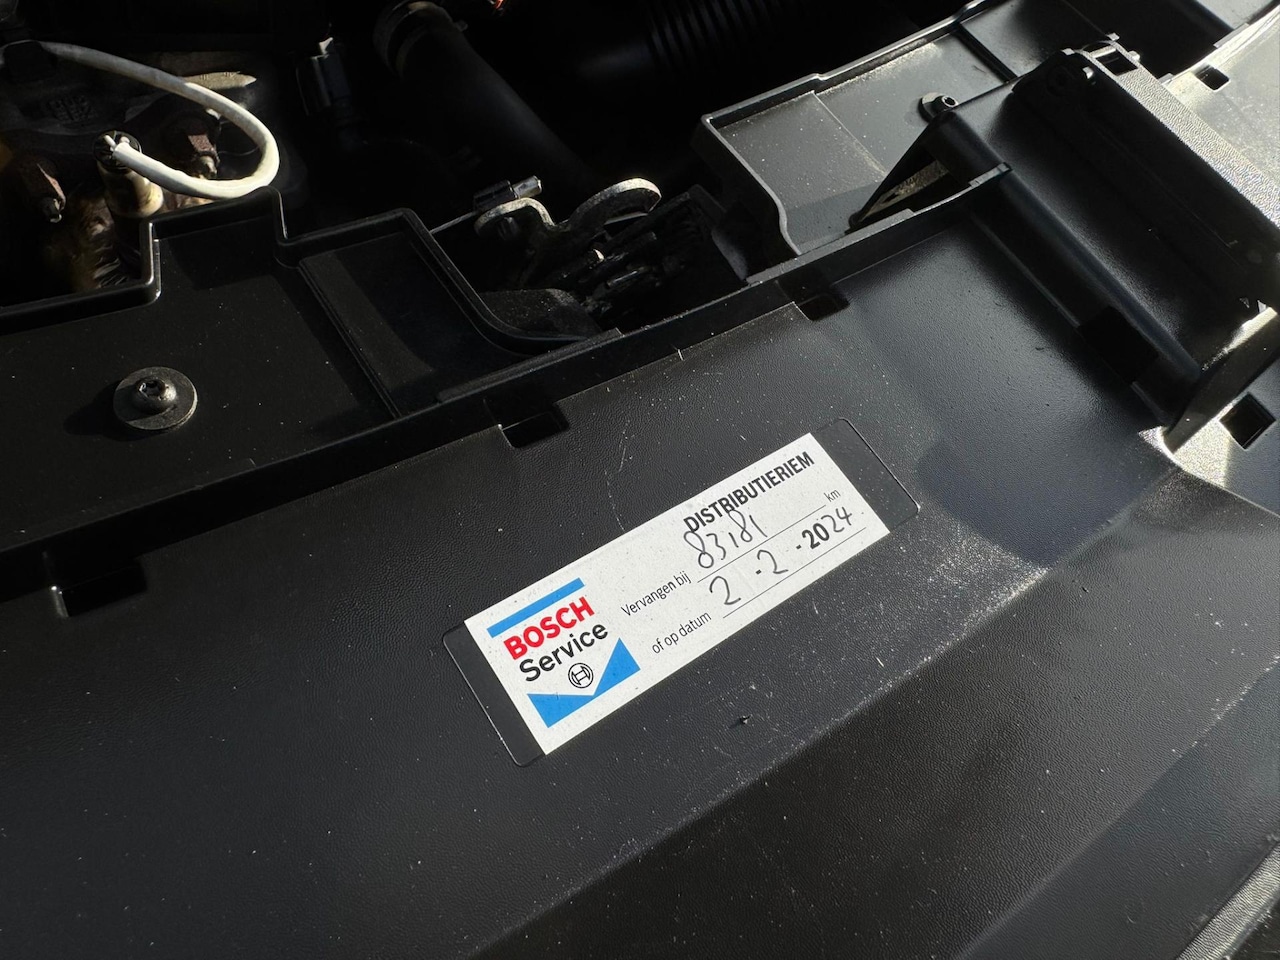 DISTRIBUTIERIEM
Vervangen bij 83181 km
of op datum 2-2-2024
BOSCH
Service